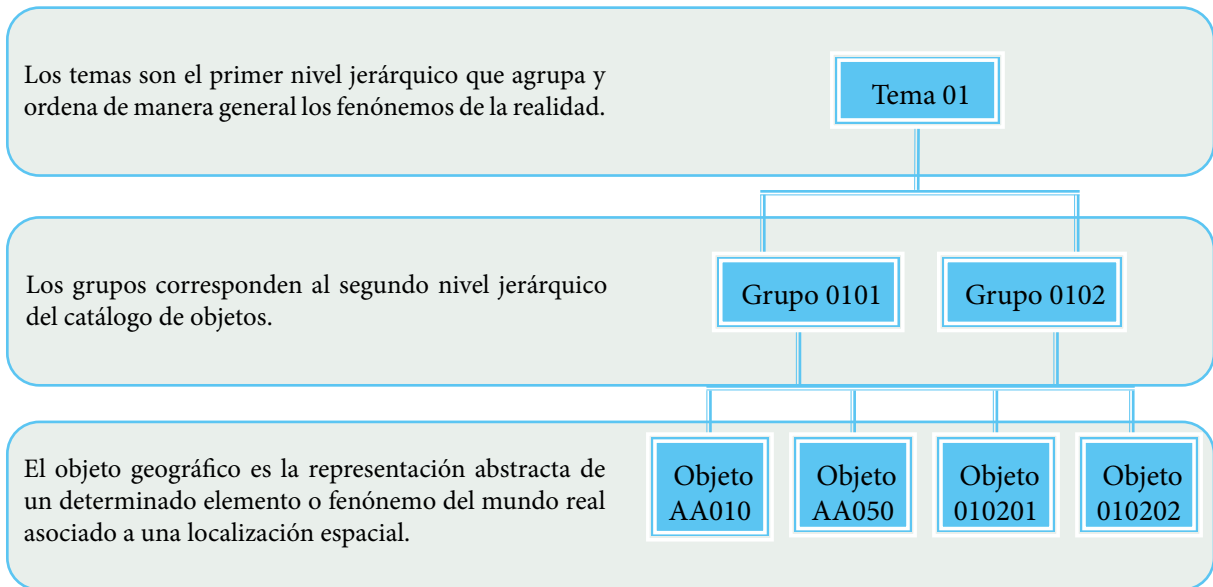 Los temas son el primer nivel jerárquico que agrupa y
ordena de manera general los fenónemos de la realidad.
Tema 01
Los grupos corresponden al segundo nivel jerárquico
del catálogo de objetos.
Grupo 0101
Grupo 0102
El objeto geográfico es la representación abstracta de
un determinado elemento o fenónemo del mundo real
asociado a una localización espacial.
Objeto
AA010
Objeto
AA050
Objeto
010201
Objeto
010202